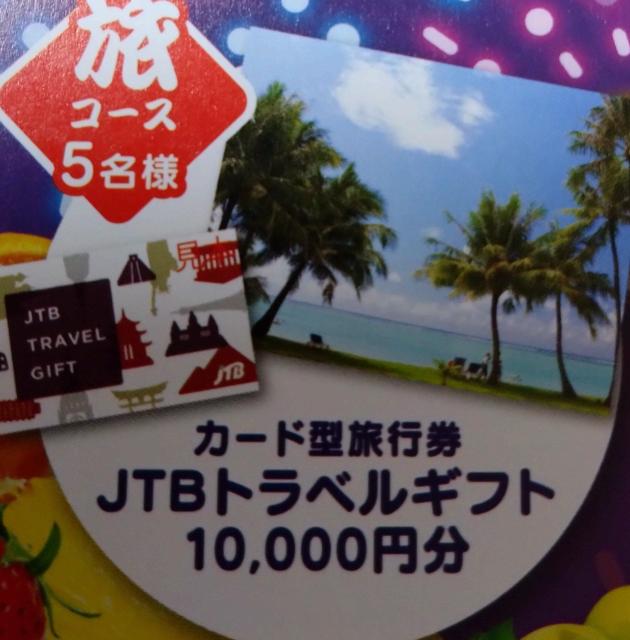 旅
コース
5名様
JTB
TRAVEL
GIFT
JTB
カード型旅行券
JTBトラベルギフト
10,000円分